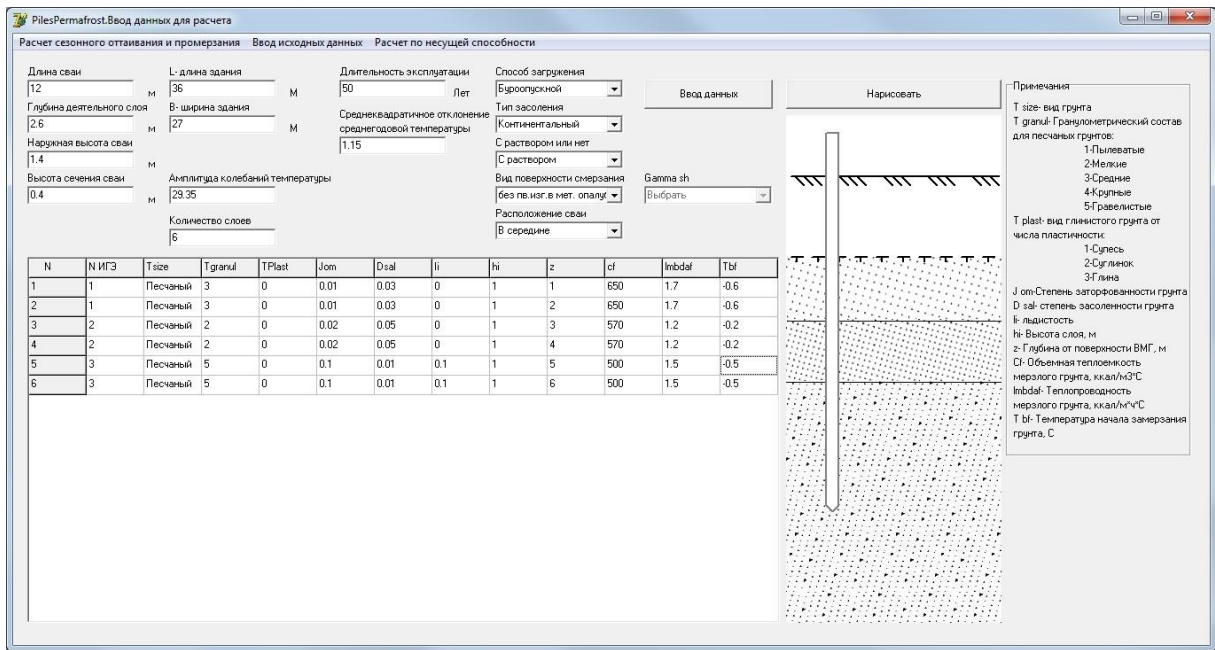 PilesPermafrost.Ввод данных для расчета
Расчет сезонного оттаивания и промерзания Ввод исходных данных Расчет по несущей способности
Длина сваи
12 м
Глубина деятельного слоя
2.6 м
Наружная высота сваи
1.4 м
Высота сечения сваи
0.4 м
L- длина здания
36 М
B- ширина здания
27 М
Амплитуда колебаний температуры
29.35
Количество слоев
6
Длительность эксплуатации
50 Лет
Среднеквадратичное отклонение
среднегодовой температуры
1.15
Способ загружения
Буроопускной
Тип засоления
Континентальный
С раствором или нет
С раствором
Вид поверхности смерзания
без пв.изг.в мет. опалу
Расположение сваи
В середине
Gamma sh
Выбрать
Ввод данных
Нарисовать
N N ИГЭ Tsize Tgranul TPlast Jom Dsal Ii hi z cf lmbdaf Tbf
1 1 Песчаный 3 0 0.01 0.03 0 1 1 650 1.7 -0.6
2 1 Песчаный 3 0 0.01 0.03 0 1 2 650 1.7 -0.6
3 2 Песчаный 2 0 0.02 0.05 0 1 3 570 1.2 -0.2
4 2 Песчаный 2 0 0.02 0.05 0 1 4 570 1.2 -0.2
5 3 Песчаный 5 0 0.1 0.01 0.1 1 5 500 1.5 -0.5
6 3 Песчаный 5 0 0.1 0.01 0.1 1 6 500 1.5 -0.5
Примечания
T size- вид грунта
T granul- Гранулометрический состав
для песчаных грунтов:
1-Пылеватые
2-Мелкие
3-Средние
4-Крупные
5-Гравелистые
T plast- вид глинистого грунта от
числа пластичности:
1-Супесь
2-Суглинок
3-Глина
J om-Степень заторфованности грунта
D sal- степень засоленности грунта
Ii- льдистость
hi- Высота слоя, м
z- Глубина от поверхности ВМГ, м
Cf- Объемная теплоемкость
мерзлого грунта, ккал/м3*С
lmbdaf- Теплопроводность
мерзлого грунта, ккал/м*ч*С
T bf- Температура начала замерзания
грунта, С